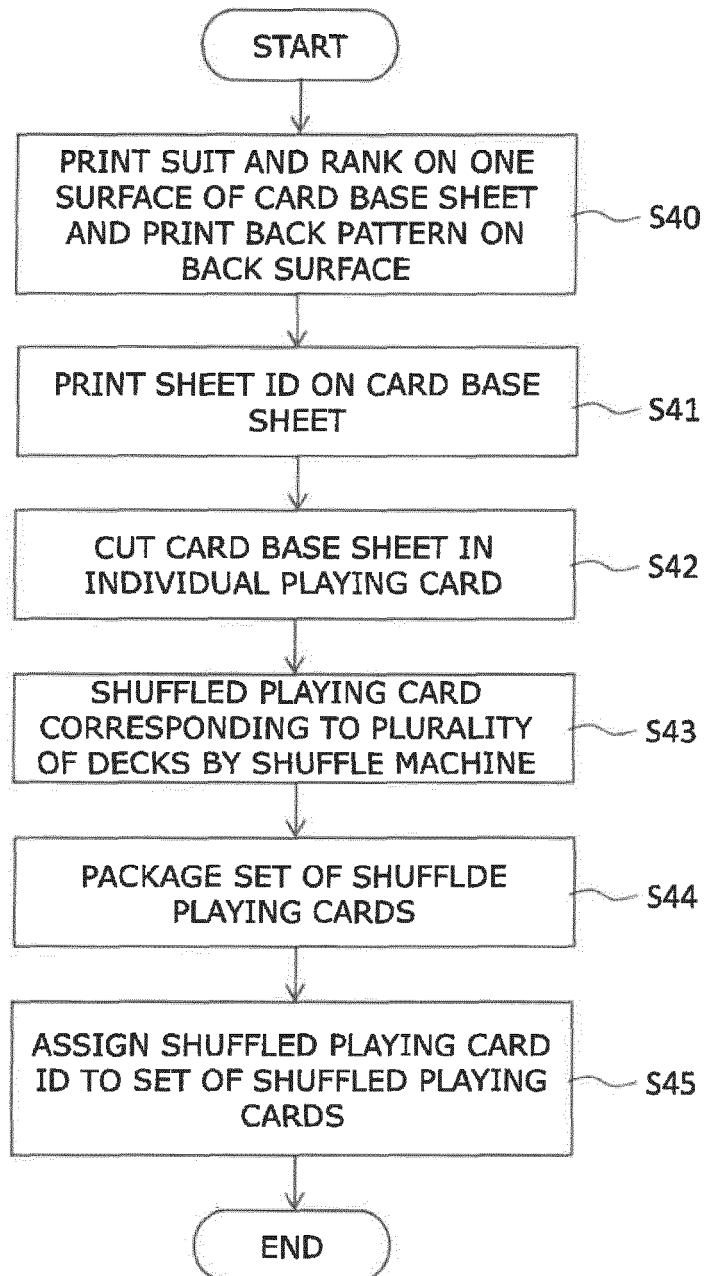 START
PRINT SUIT AND RANK ON ONE
SURFACE OF CARD BASE SHEET
AND PRINT BACK PATTERN ON
BACK SURFACE
S40
PRINT SHEET ID ON CARD BASE
SHEET
S41
CUT CARD BASE SHEET IN
INDIVIDUAL PLAYING CARD
S42
SHUFFLED PLAYING CARD
CORRESPONDING TO PLURALITY
OF DECKS BY SHUFFLE MACHINE
S43
PACKAGE SET OF SHUFFLDE
PLAYING CARDS
S44
ASSIGN SHUFFLED PLAYING CARD
ID TO SET OF SHUFFLED PLAYING
CARDS
S45
END